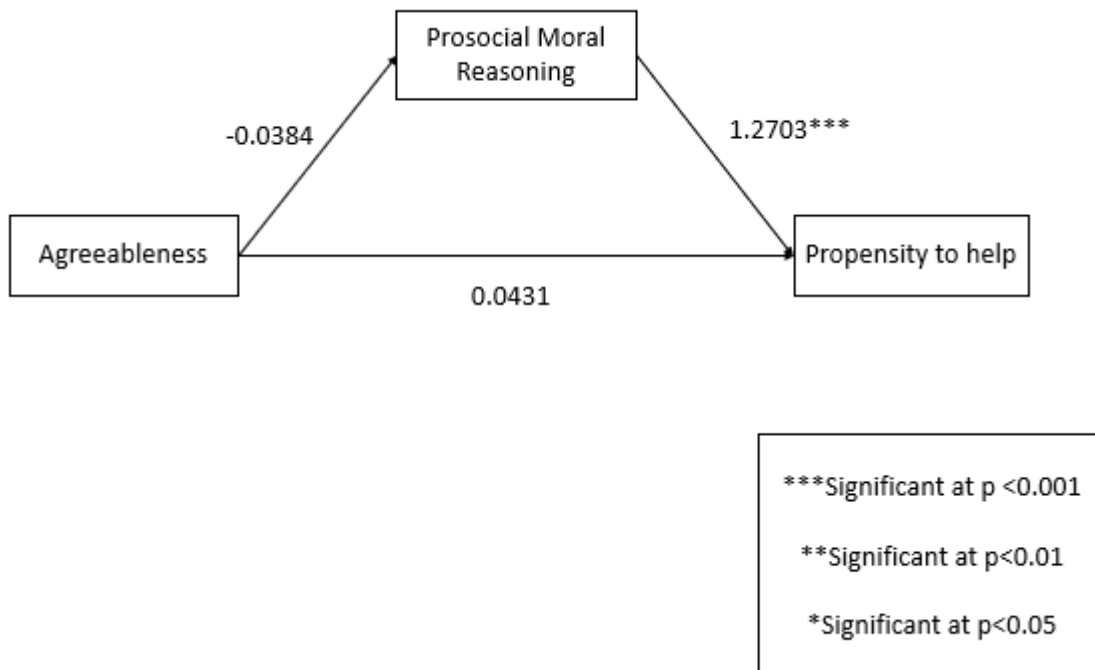 Prosocial Moral
Reasoning
-0.0384
1.2703***
Agreeableness
Propensity to help
0.0431
***Significant at p <0.001
**Significant at p<0.01
*Significant at p<0.05